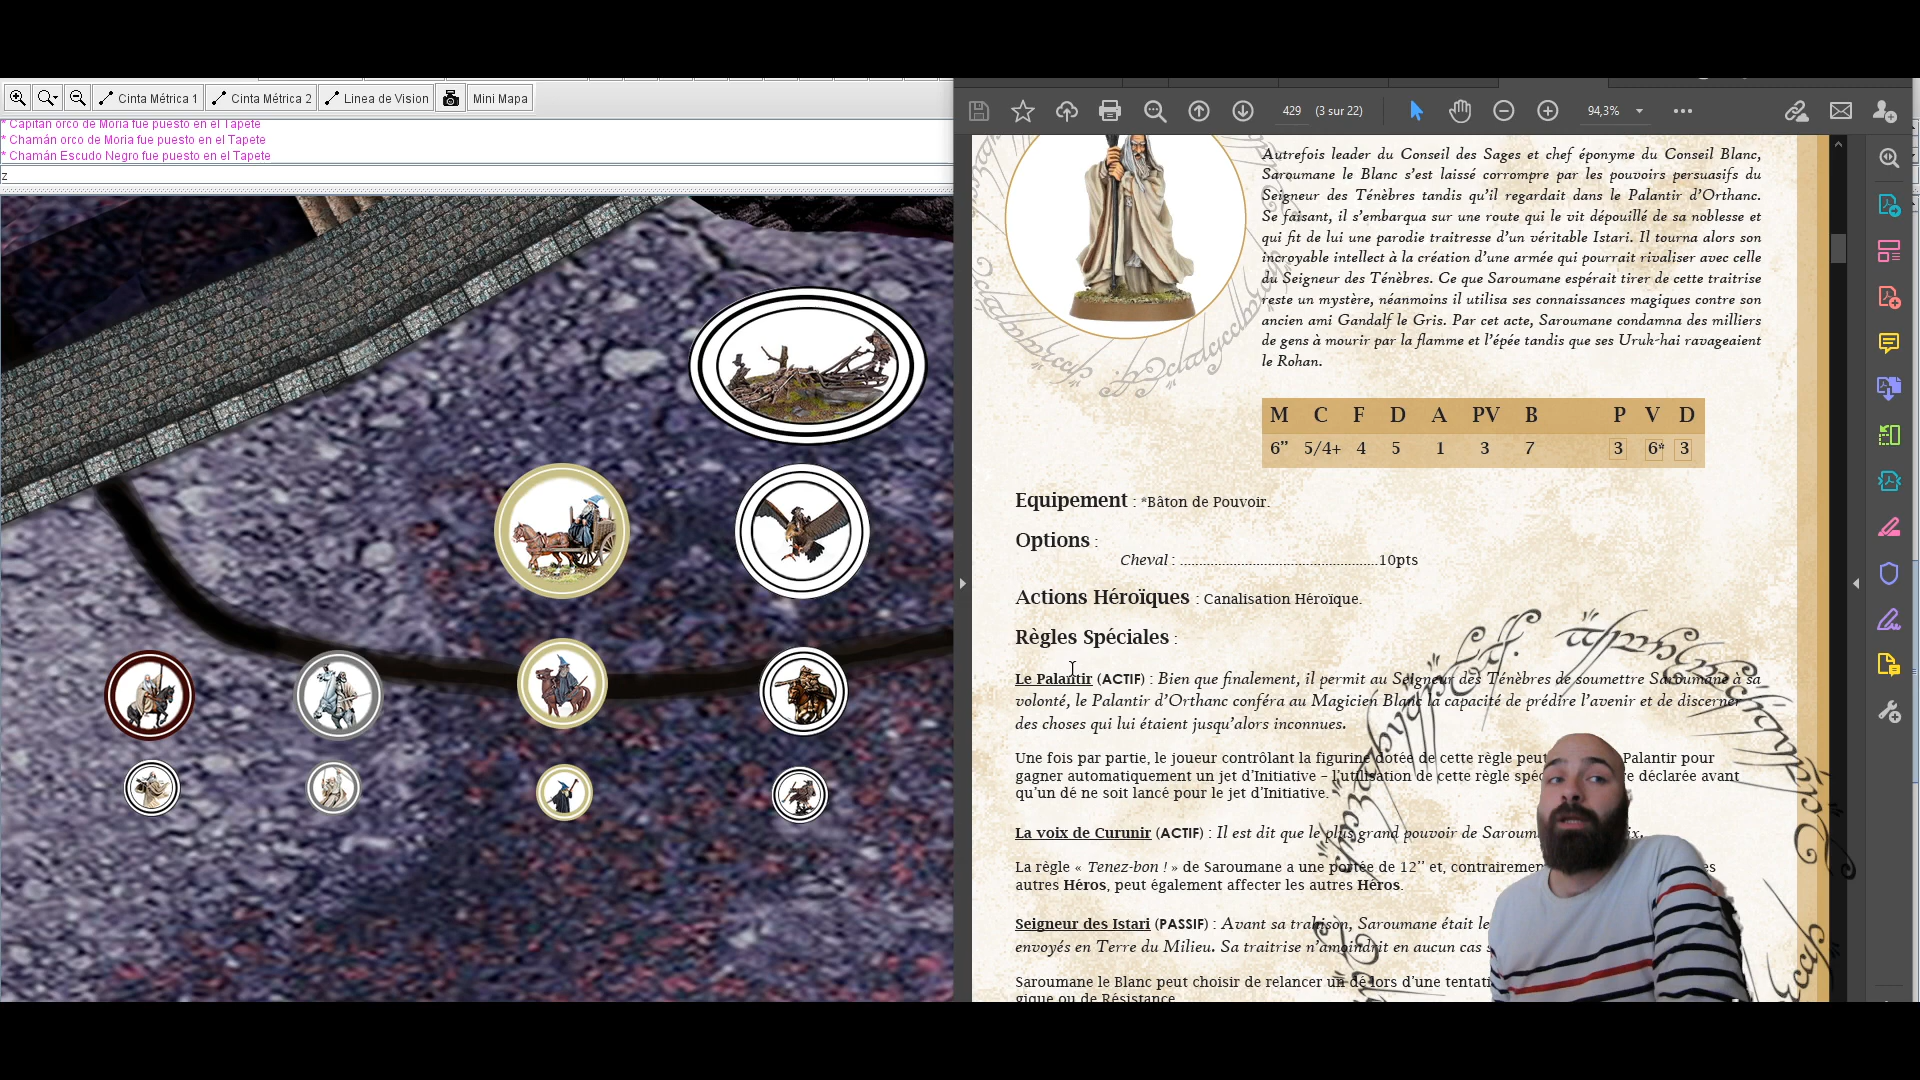 Cinta Métrica 1 Cinta Métrica 2 Linea de Vision Mini Mapa
* Capitán orco de Moria fue puesto en el Tapete
* Chamán orco de Moria fue puesto en el Tapete
* Chamán Escudo Negro fue puesto en el Tapete
z
429 (3 sur 22) 94,3%
Autrefois leader du Conseil des Sages et chef éponyme du Conseil Blanc,
Saroumane le Blanc s'est laissé corrompre par les pouvoirs persuasifs du
Seigneur des Ténèbres tandis qu'il regardait dans le Palantir d'Orthanc.
Se faisant, il s'embarqua sur une route qui le vit dépouillé de sa noblesse et
qui fit de lui une parodie traitresse d'un véritable Istari. Il tourna alors son
incroyable intellect à la création d'une armée qui pourrait rivaliser avec celle
du Seigneur des Ténèbres. Ce que Saroumane espérait tirer de cette traitrise
reste un mystère, néanmoins il utilisa ses connaissances magiques contre son
ancien ami Gandalf le Gris. Par cet acte, Saroumane condamna des milliers
de gens à mourir par la flamme et l'épée tandis que ses Uruk-hai ravageaient
le Rohan.
M C F D A PV B P V D
6'' 5/4+ 4 5 1 3 7 3 6* 3
Equipement : *Bâton de Pouvoir.
Options :
Cheval : ....................................................10pts
Actions Héroïques : Canalisation Héroïque.
Règles Spéciales :
Le Palantir (ACTIF) : Bien que finalement, il permit au Seigneur des Ténèbres de soumettre Saroumane à sa
volonté, le Palantir d'Orthanc conféra au Magicien Blanc la capacité de prédire l'avenir et de discerner
des choses qui lui étaient jusqu'alors inconnues.
Une fois par partie, le joueur contrôlant la figurine dotée de cette règle peut Palantir pour
gagner automatiquement un jet d'Initiative – l'utilisation de cette règle déclarée avant
qu'un dé ne soit lancé pour le jet d'Initiative.
La voix de Curunir (ACTIF) : Il est dit que le plus grand pouvoir de
La règle « Tenez-bon ! » de Saroumane a une portée de 12'' et,
autres Héros, peut également affecter les autres Héros.
Seigneur des Istari (PASSIF) : Avant sa trahison, Saroumane était le
envoyés en Terre du Milieu. Sa traitrise n'amoindrit en aucun cas
Saroumane le Blanc peut choisir de relancer un dé lors d'une
gique ou de Résistance